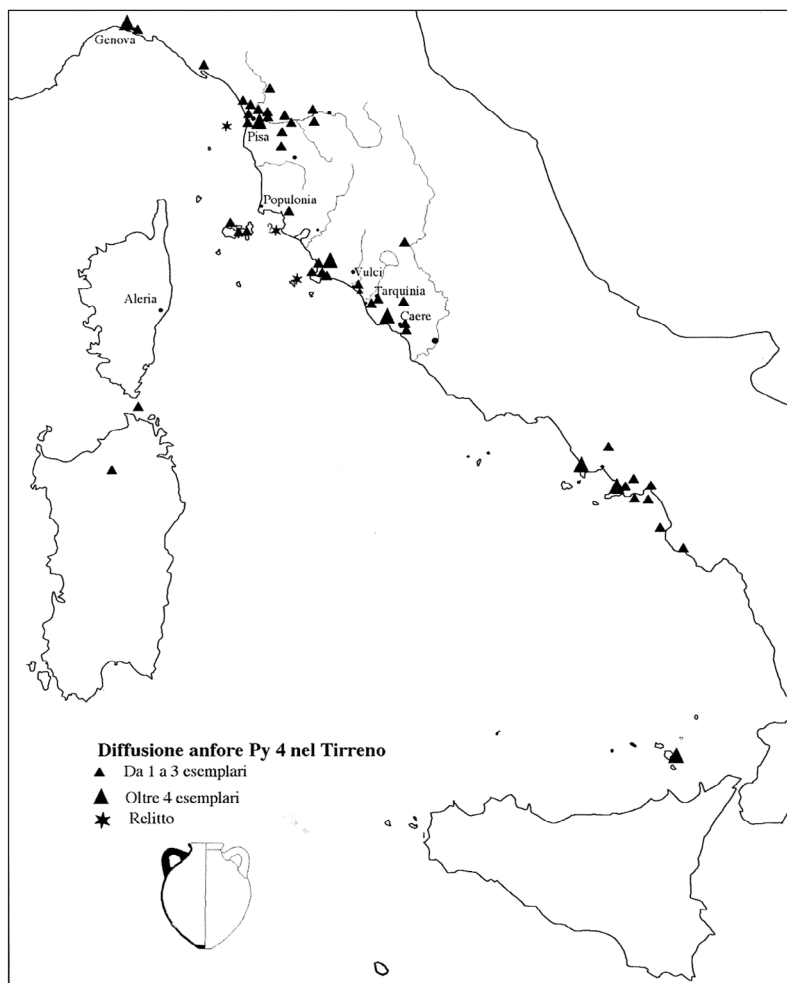 Genova
Pisa
Populonia
Vulci
Tarquinia
Aleria
Caere
Diffusione anfore Py 4 nel Tirreno
Da 1 a 3 esemplari
Oltre 4 esemplari
Relitto